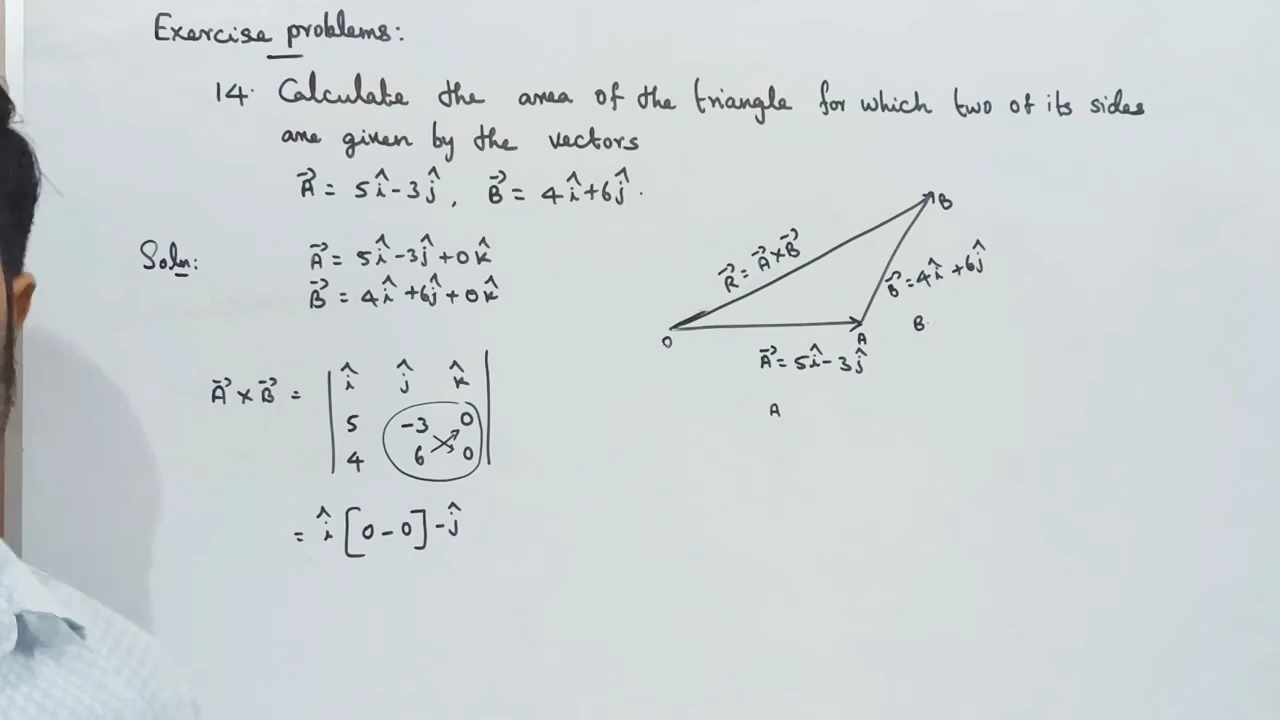 Exercise problems:
14. Calculate the area of the triangle for which two of its sides
are given by the vectors
A⃗ = 5î - 3ĵ, B⃗ = 4î + 6ĵ.
Soln:
A⃗ = 5î - 3ĵ + 0k̂
B⃗ = 4î + 6ĵ + 0k̂
A⃗ × B⃗ = | î ĵ k̂ |
5 -3 0
4 6 0
= î [0 - 0] - ĵ
B
R⃗ = A⃗ × B⃗
B⃗ = 4î + 6ĵ
B.
O
A
A⃗ = 5î - 3ĵ
A